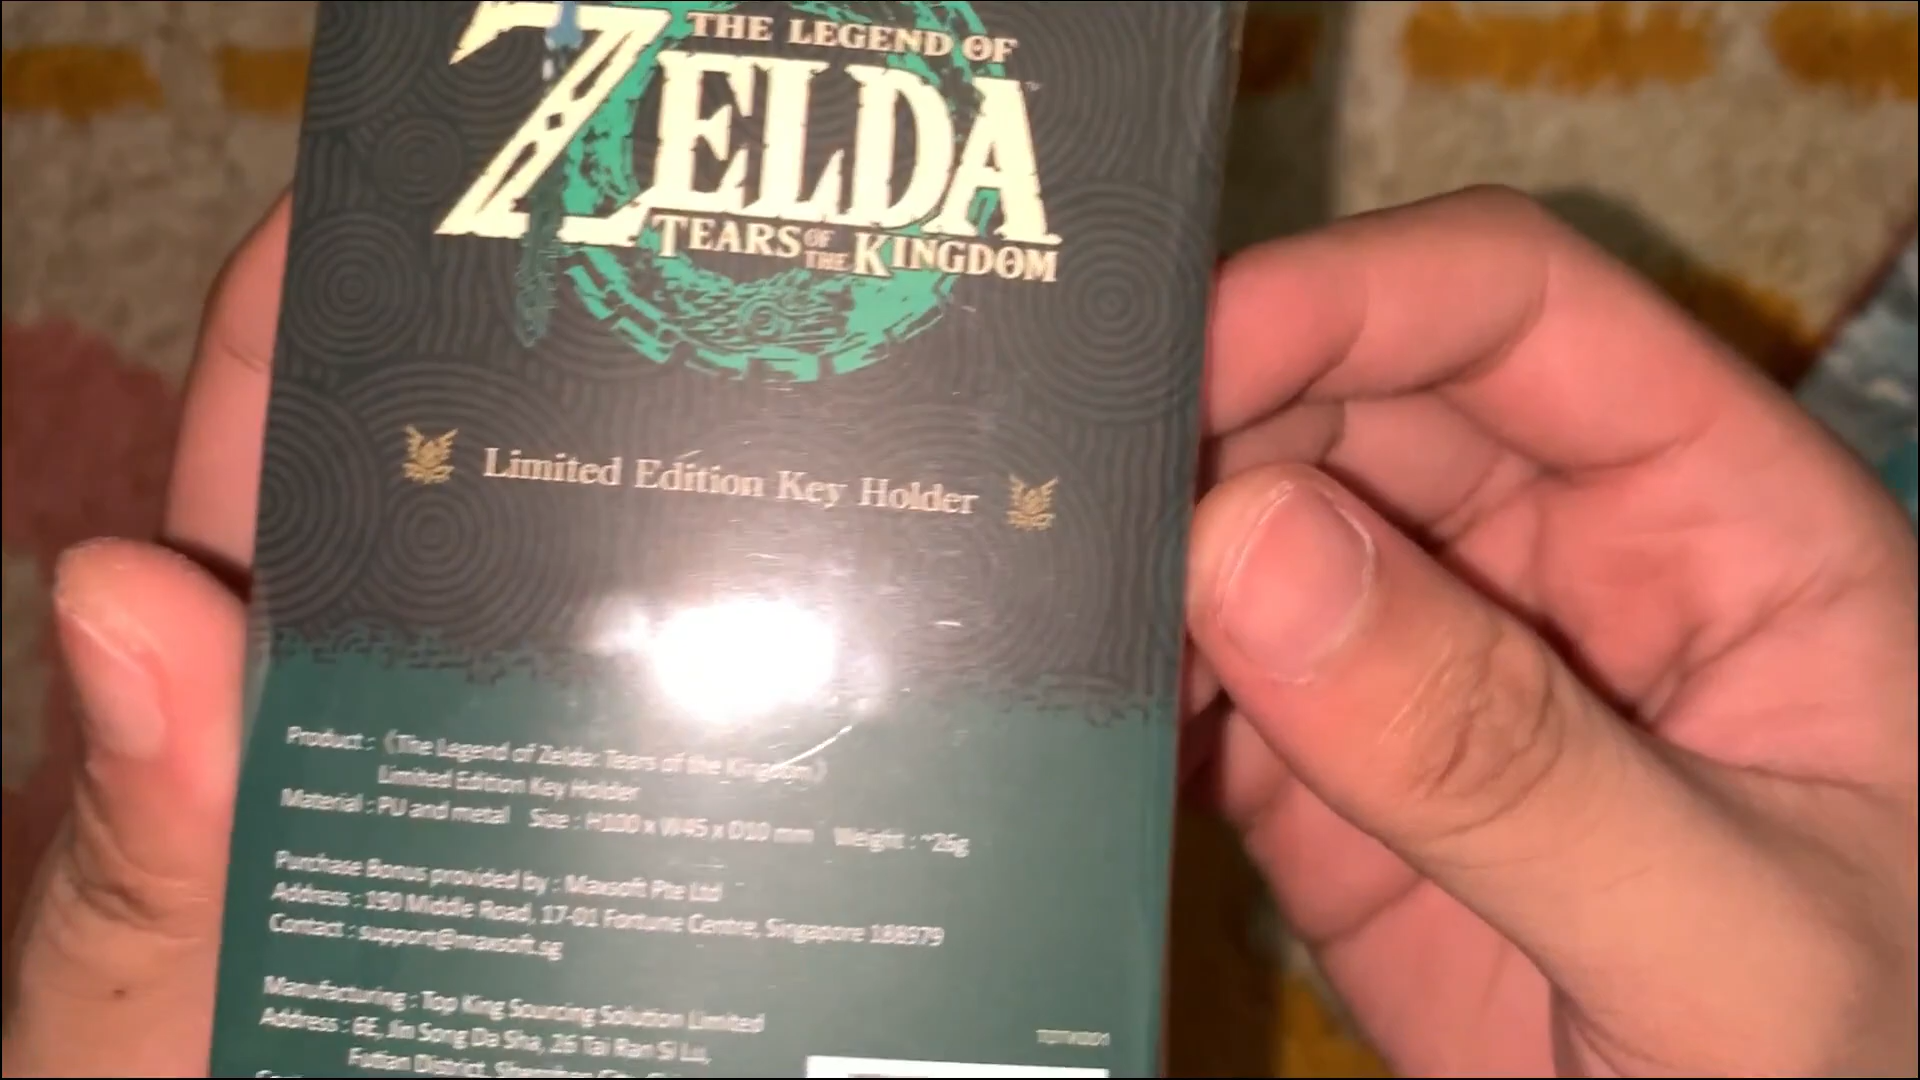 THE LEGEND OF
ZELDA
TEARS OF THE KINGDOM
Limited Edition Key Holder
Product : 《The Legend of Zelda: Tears of the Kingdom》
Limited Edition Key Holder
Material : PU and metal Size : H100 x W45 x D10 mm Weight : ~26g
Purchase Bonus provided by : Maxsoft Pte Ltd
Address : 190 Middle Road, 17-01 Fortune Centre, Singapore 188979
Contact : support@maxsoft.sg
Manufacturing : Top King Sourcing Solution Limited
Address : 6E, Jin Song Da Sha, 26 Tai Ran Si Lu,
Futian District, Shenzhen City,